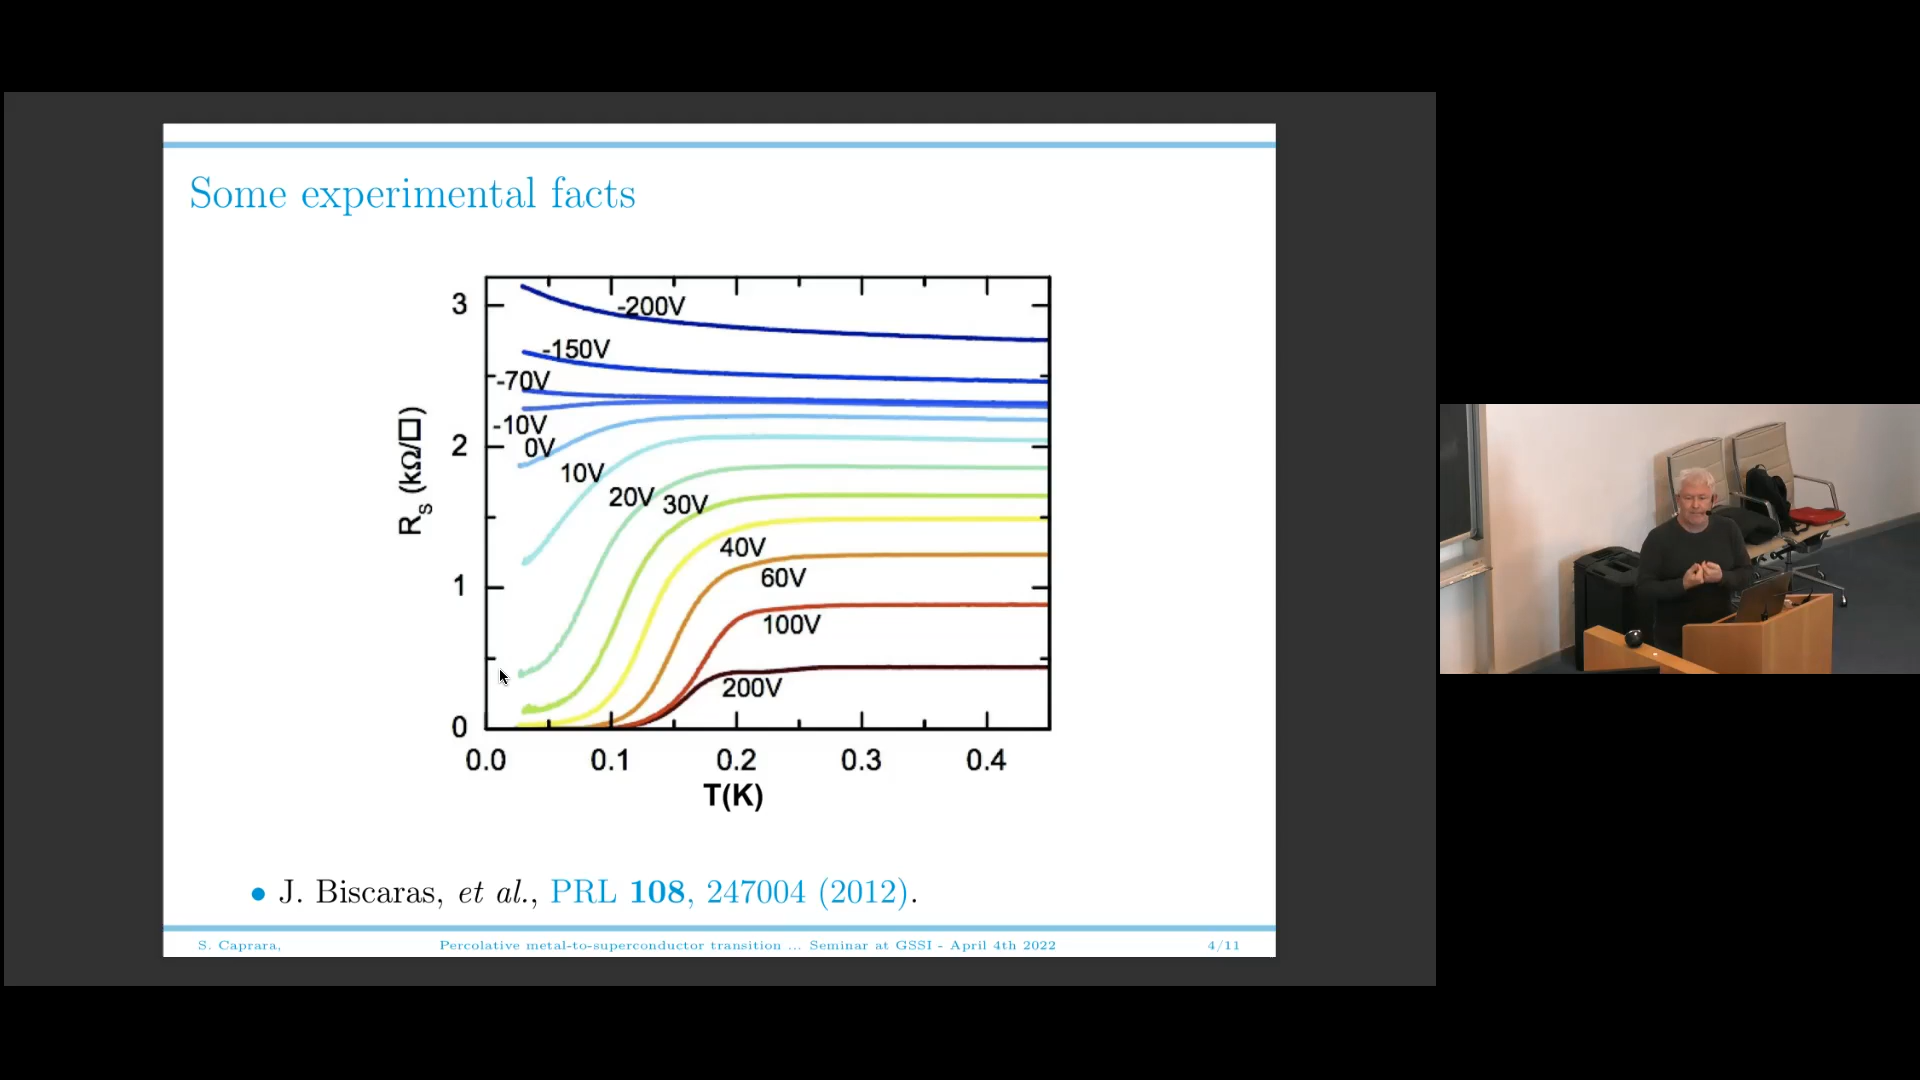 Some experimental facts
3
2
1
0
R_s (kΩ/□)
-200V
-150V
-70V
-10V
0V
10V
20V
30V
40V
60V
100V
200V
0.0 0.1 0.2 0.3 0.4
T(K)
• J. Biscaras, et al., PRL 108, 247004 (2012).
S. Caprara, Percolative metal-to-superconductor transition ... Seminar at GSSI - April 4th 2022 4/11